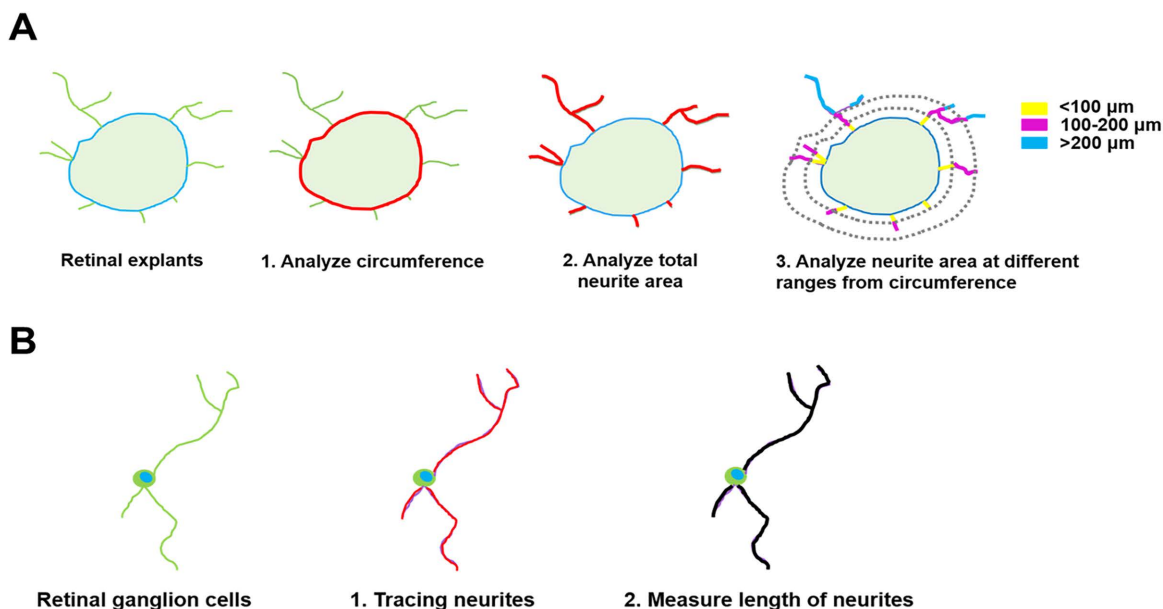 A
<100 µm
100-200 µm
>200 µm
Retinal explants
1. Analyze circumference
2. Analyze total
neurite area
3. Analyze neurite area at different
ranges from circumference
B
Retinal ganglion cells
1. Tracing neurites
2. Measure length of neurites